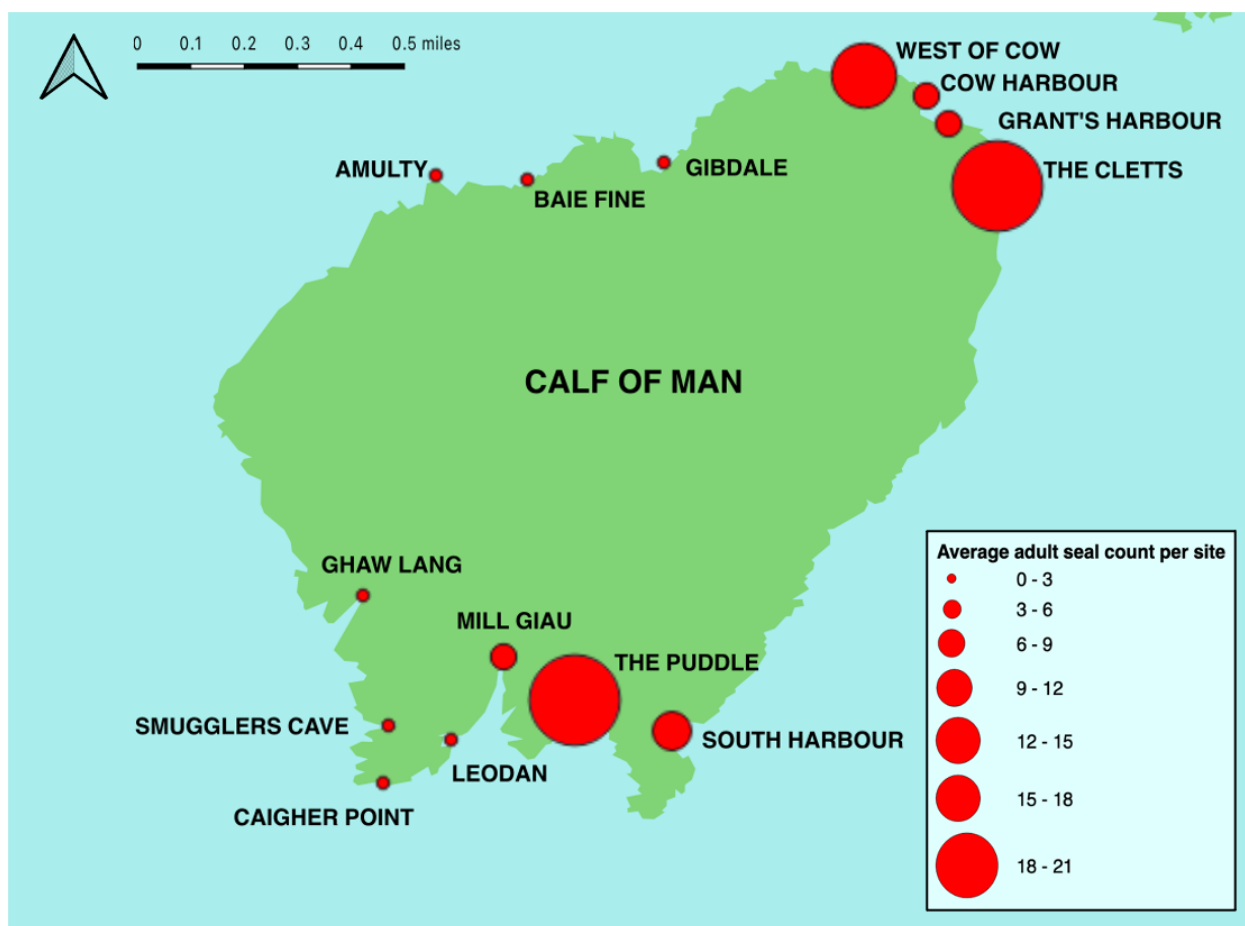 0 0.1 0.2 0.3 0.4 0.5 miles
WEST OF COW
COW HARBOUR
GRANT'S HARBOUR
THE CLETTS
AMULTY
BAIE FINE
GIBDALE
CALF OF MAN
GHAW LANG
MILL GIAU
THE PUDDLE
SMUGGLERS CAVE
SOUTH HARBOUR
LEODAN
CAIGHER POINT
Average adult seal count per site
0 - 3
3 - 6
6 - 9
9 - 12
12 - 15
15 - 18
18 - 21